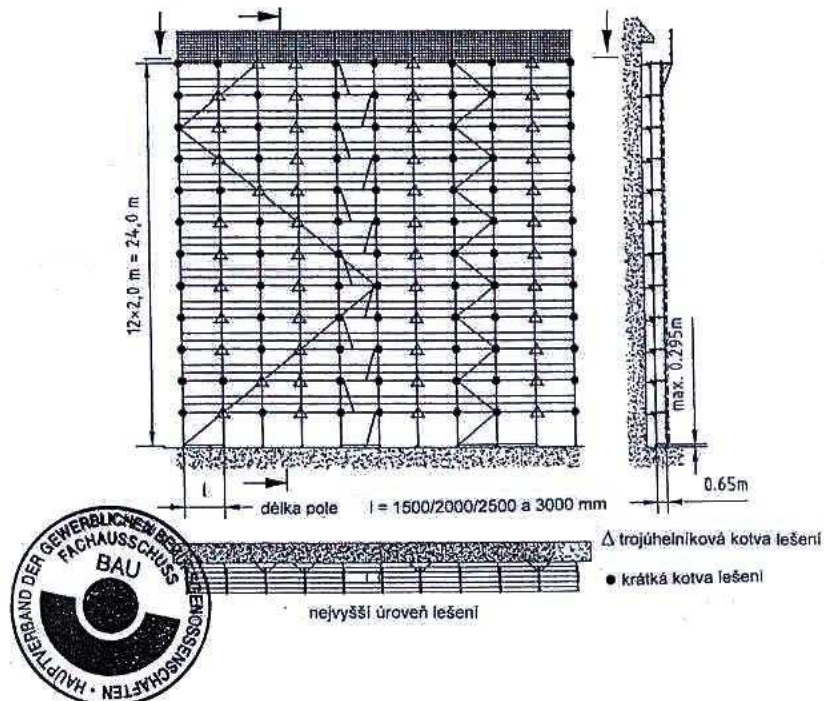 12×2,0 m = 24,0 m
max. 0.295m
0.65m
L
délka pole l = 1500/2000/2500 a 3000 mm
△ trojúhelníková kotva lešení
● krátká kotva lešení
nejvyšší úroveň lešení
HAUPTVERBAND DER GEWERBLICHEN BERUFSGENOSSENSCHAFTEN •
FACHAUSSCHUSS
BAU